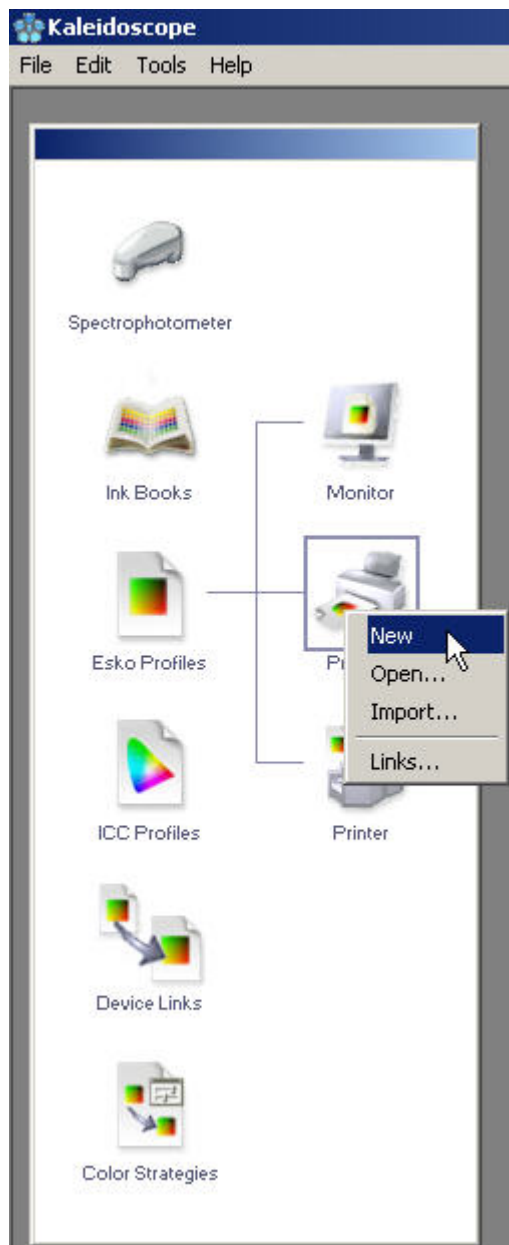 Kaleidoscope
File Edit Tools Help
Spectrophotometer
Ink Books
Monitor
Esko Profiles
New
Open...
Import...
Links...
ICC Profiles
Printer
Device Links
Color Strategies